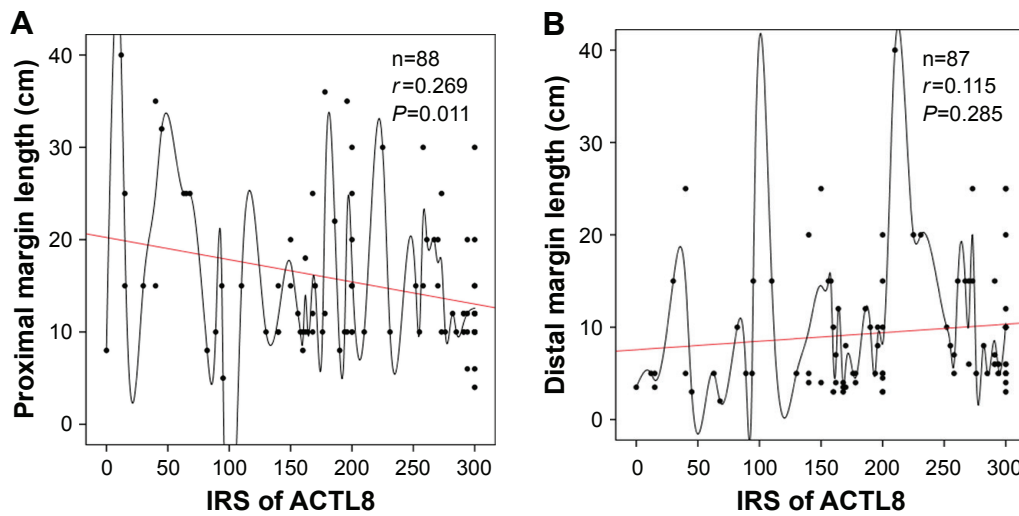 A
n=88
r=0.269
P=0.011
Proximal margin length (cm)
40
30
20
10
0
0 50 100 150 200 250 300
IRS of ACTL8
B
n=87
r=0.115
P=0.285
Distal margin length (cm)
40
30
20
10
0
0 50 100 150 200 250 300
IRS of ACTL8